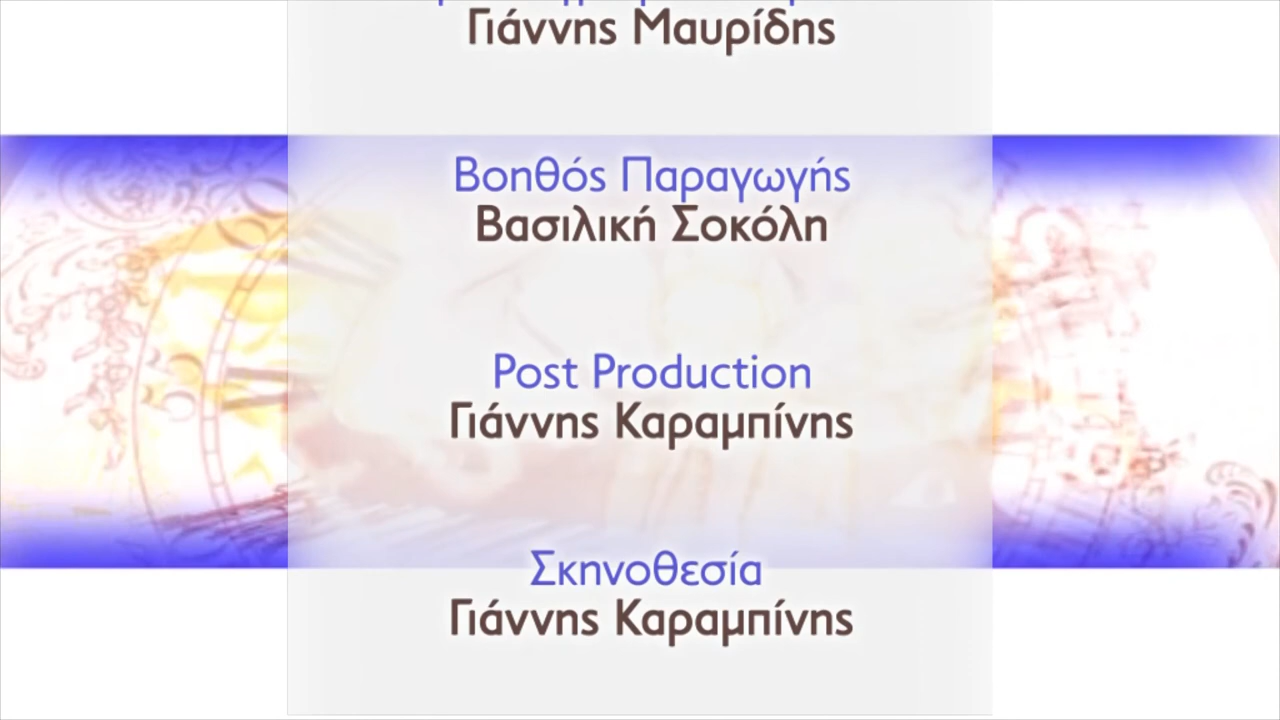 Γιάννης Μαυρίδης
Βοηθός Παραγωγής
Βασιλική Σοκόλη
Post Production
Γιάννης Καραμπίνης
Σκηνοθεσία
Γιάννης Καραμπίνης